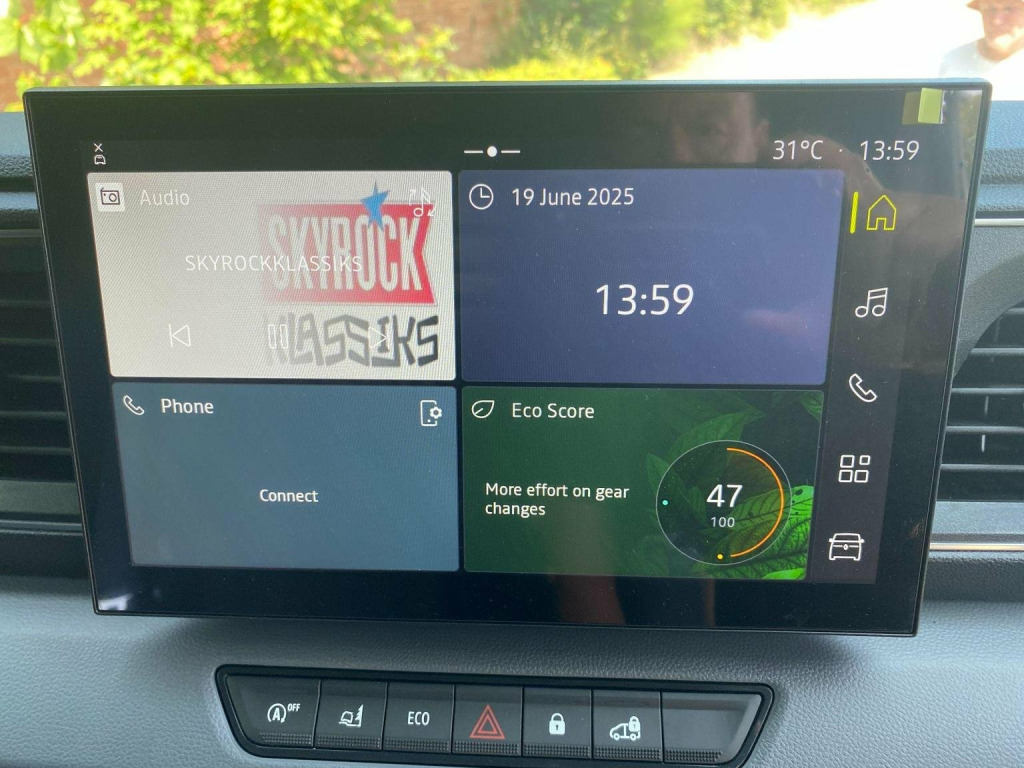 31°C · 13:59
Audio
SKYROCK
SKYROCKKLASSIKS
KLASSIKS
19 June 2025
13:59
Phone
Connect
Eco Score
More effort on gear
changes
47
100
A OFF
ECO